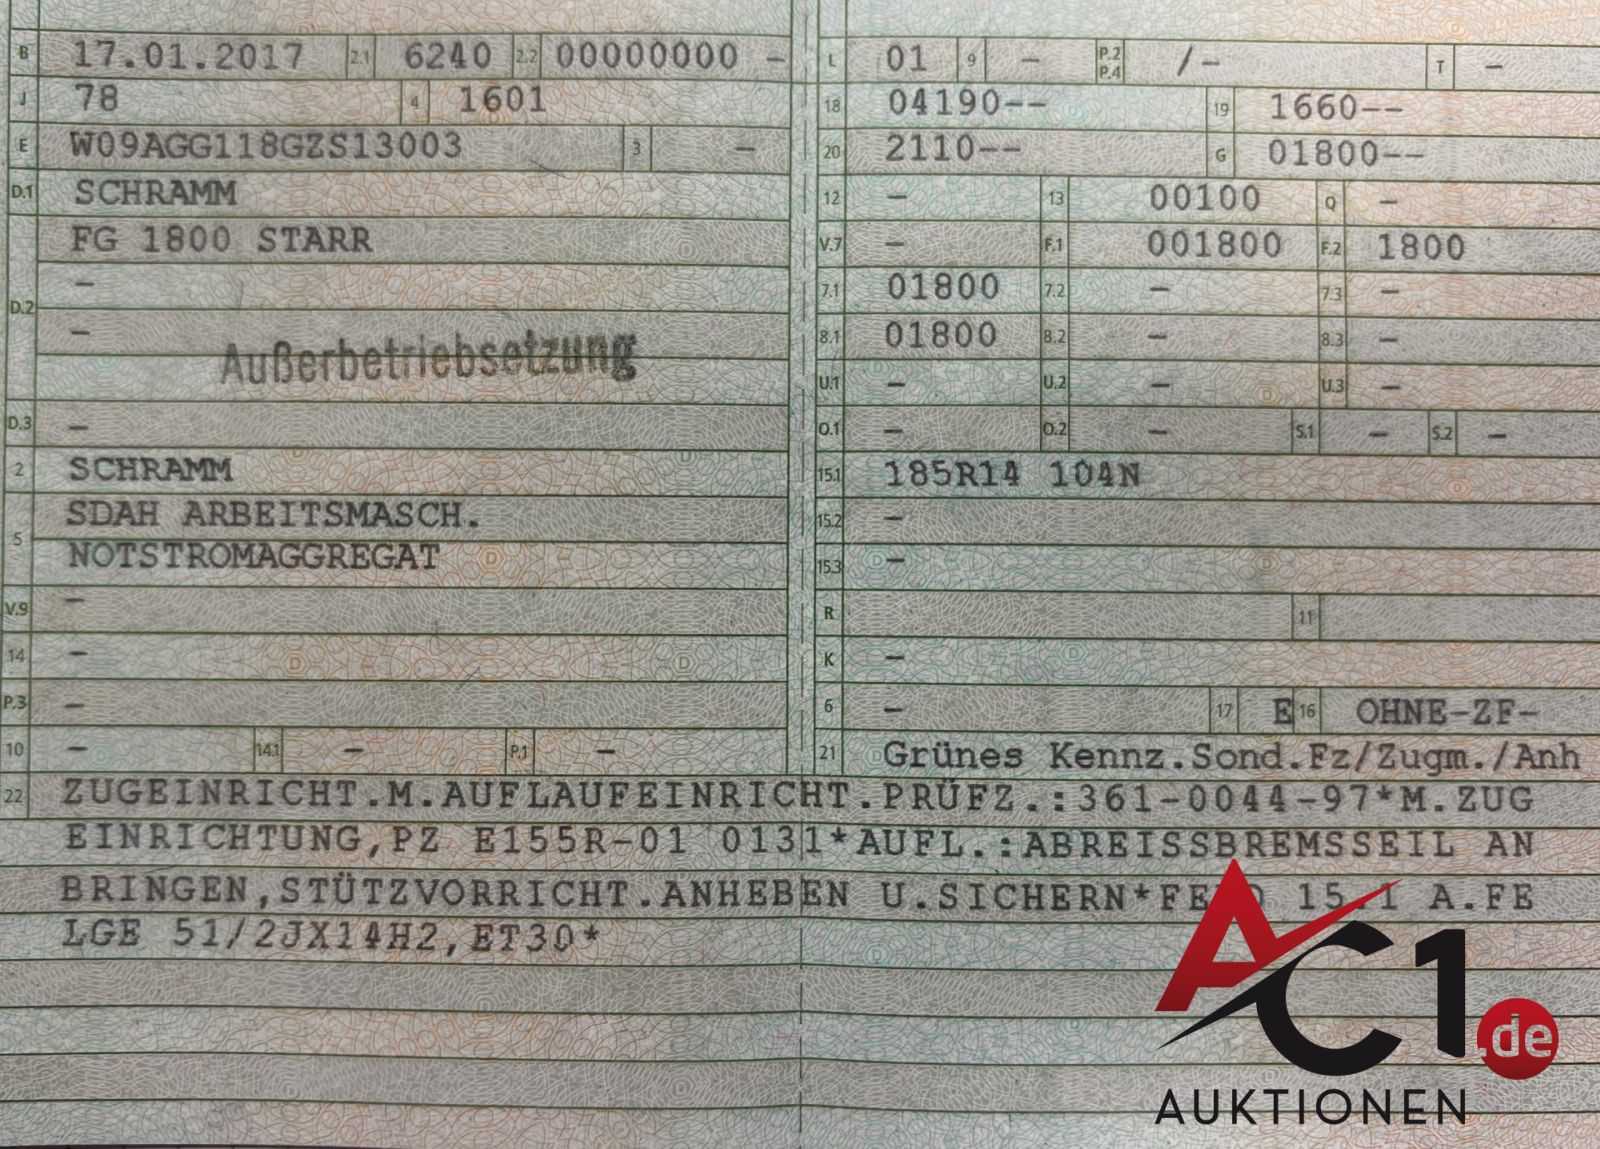 B 17.01.2017 2.1 6240 2.2 00000000 -
J 78 4 1601
E W09AGG118GZS13003 3 -
D.1 SCHRAMM
D.2 FG 1800 STARR
-
-
Außerbetriebsetzung
D.3 -
2 SCHRAMM
5 SDAH ARBEITSMASCH.
NOTSTROMAGGREGAT
V.9 -
14 -
P.3 -
10 - 14.1 - P.1 -
L 01 9 - P.2 P.4 /- T -
18 04190-- 19 1660--
20 2110-- G 01800--
12 - 13 00100 Q -
V.7 - F.1 001800 F.2 1800
7.1 01800 7.2 - 7.3 -
8.1 01800 8.2 - 8.3 -
U.1 - U.2 - U.3 -
O.1 - O.2 - S.1 - S.2 -
15.1 185R14 104N
15.2 -
15.3 -
R 11
K -
6 - 17 E 16 OHNE-ZF-
21 Grünes Kennz.Sond.Fz/Zugm./Anh
22 ZUGEINRICHT.M.AUFLAUFEINRICHT.PRÜFZ.:361-0044-97*M.ZUG
EINRICHTUNG,PZ E155R-01 0131*AUFL.:ABREISSBREMSSEIL AN
BRINGEN,STÜTZVORRICHT.ANHEBEN U.SICHERN* A.FE
LGE 51/2JX14H2,ET30*
AC1.de
AUKTIONEN